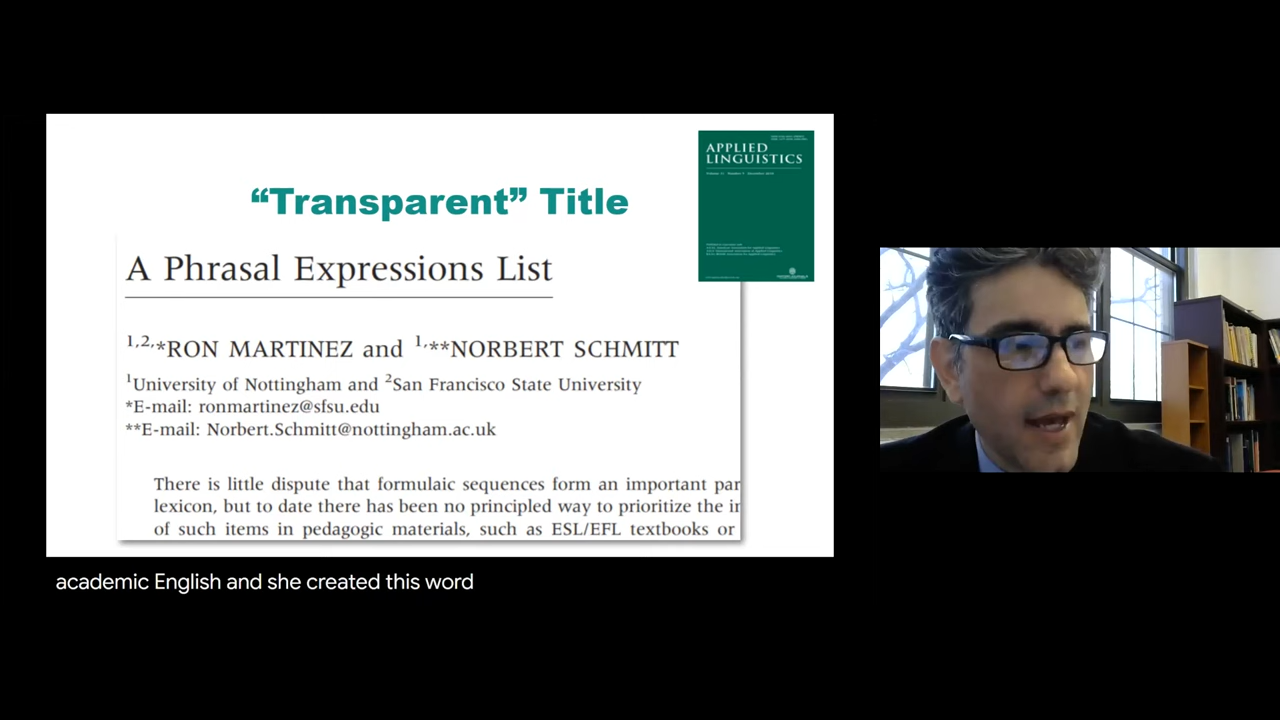 “Transparent” Title
APPLIED
LINGUISTICS
A Phrasal Expressions List
1,2,*RON MARTINEZ and 1,**NORBERT SCHMITT
1University of Nottingham and 2San Francisco State University
*E-mail: ronmartinez@sfsu.edu
**E-mail: Norbert.Schmitt@nottingham.ac.uk
There is little dispute that formulaic sequences form an important par
lexicon, but to date there has been no principled way to prioritize the
of such items in pedagogic materials, such as ESL/EFL textbooks or
academic English and she created this word